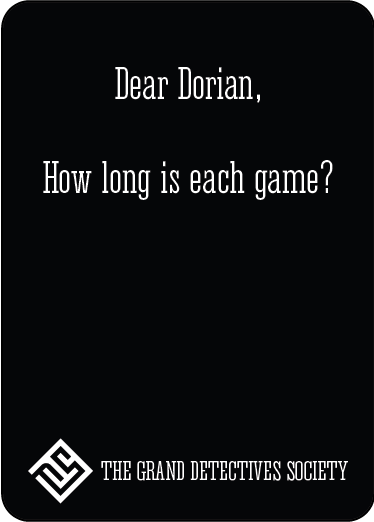 Dear Dorian,
How long is each game?
THE GRAND DETECTIVES SOCIETY